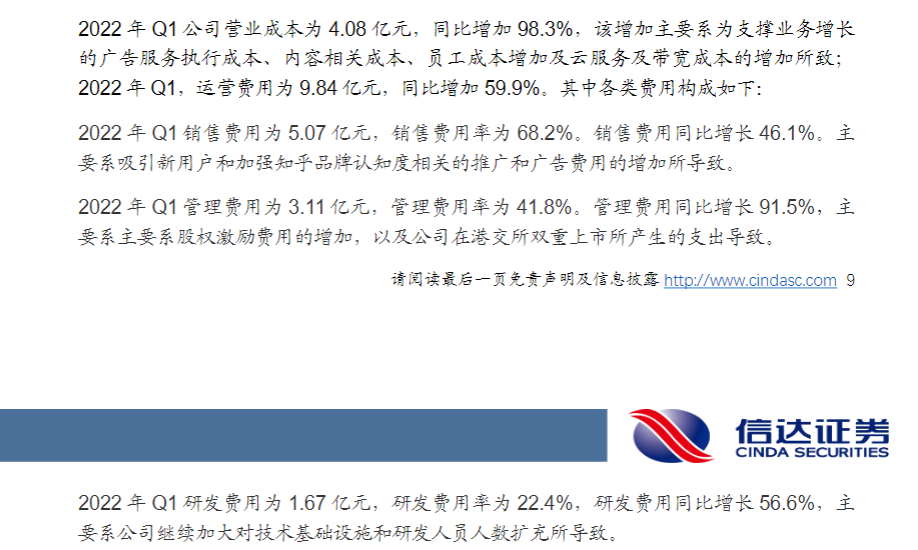 2022 年 Q1 公司营业成本为 4.08 亿元，同比增加 98.3%，该增加主要系为支撑业务增长
的广告服务执行成本、内容相关成本、员工成本增加及云服务及带宽成本的增加所致；
2022 年 Q1，运营费用为 9.84 亿元，同比增加 59.9%。其中各类费用构成如下：
2022 年 Q1 销售费用为 5.07 亿元，销售费用率为 68.2%。销售费用同比增长 46.1%。主
要系吸引新用户和加强知乎品牌认知度相关的推广和广告费用的增加所导致。
2022 年 Q1 管理费用为 3.11 亿元，管理费用率为 41.8%。管理费用同比增长 91.5%，主
要系主要系股权激励费用的增加，以及公司在港交所双重上市所产生的支出导致。
请阅读最后一页免责声明及信息披露 http://www.cindasc.com 9
信达证券
CINDA SECURITIES
2022 年 Q1 研发费用为 1.67 亿元，研发费用率为 22.4%，研发费用同比增长 56.6%，主
要系公司继续加大对技术基础设施和研发人员人数扩充所导致。